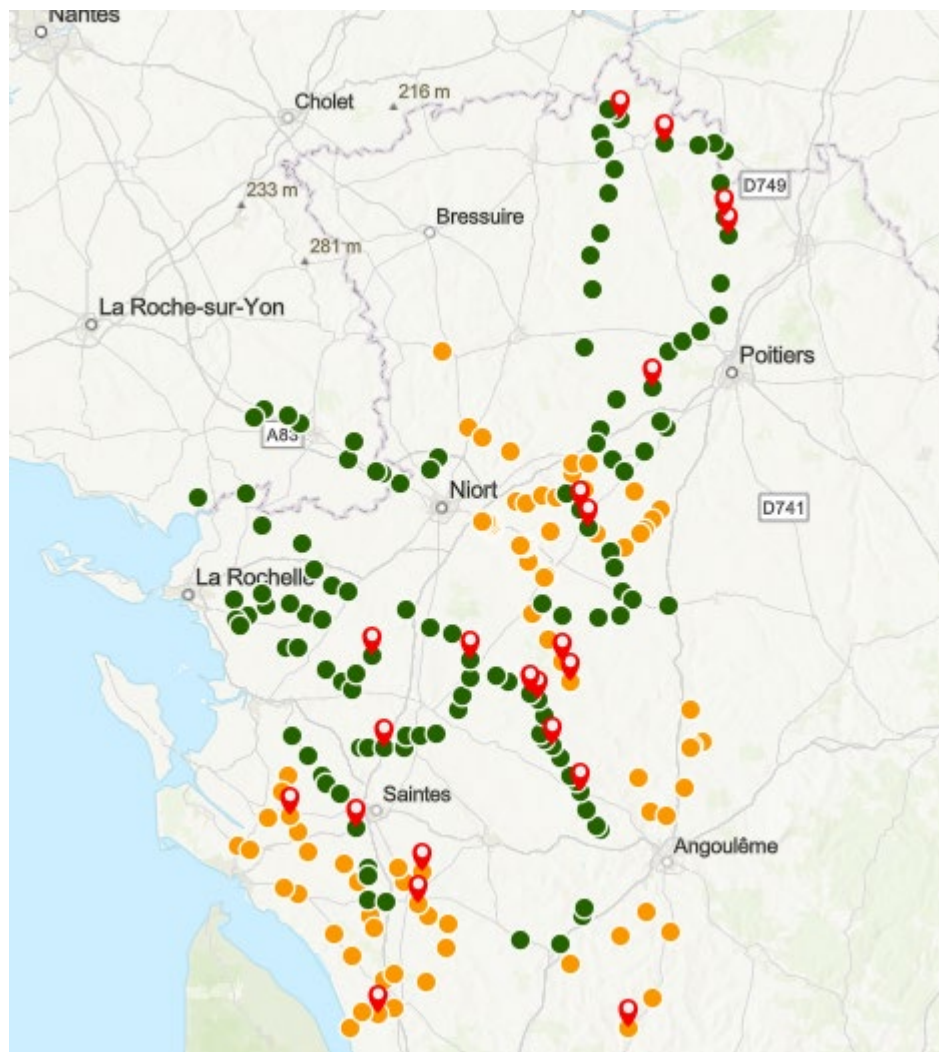 Nantes
Cholet
216 m
233 m
D749
Bressuire
281 m
La Roche-sur-Yon
Poitiers
A83
Niort
D741
La Rochelle
Saintes
Angoulême